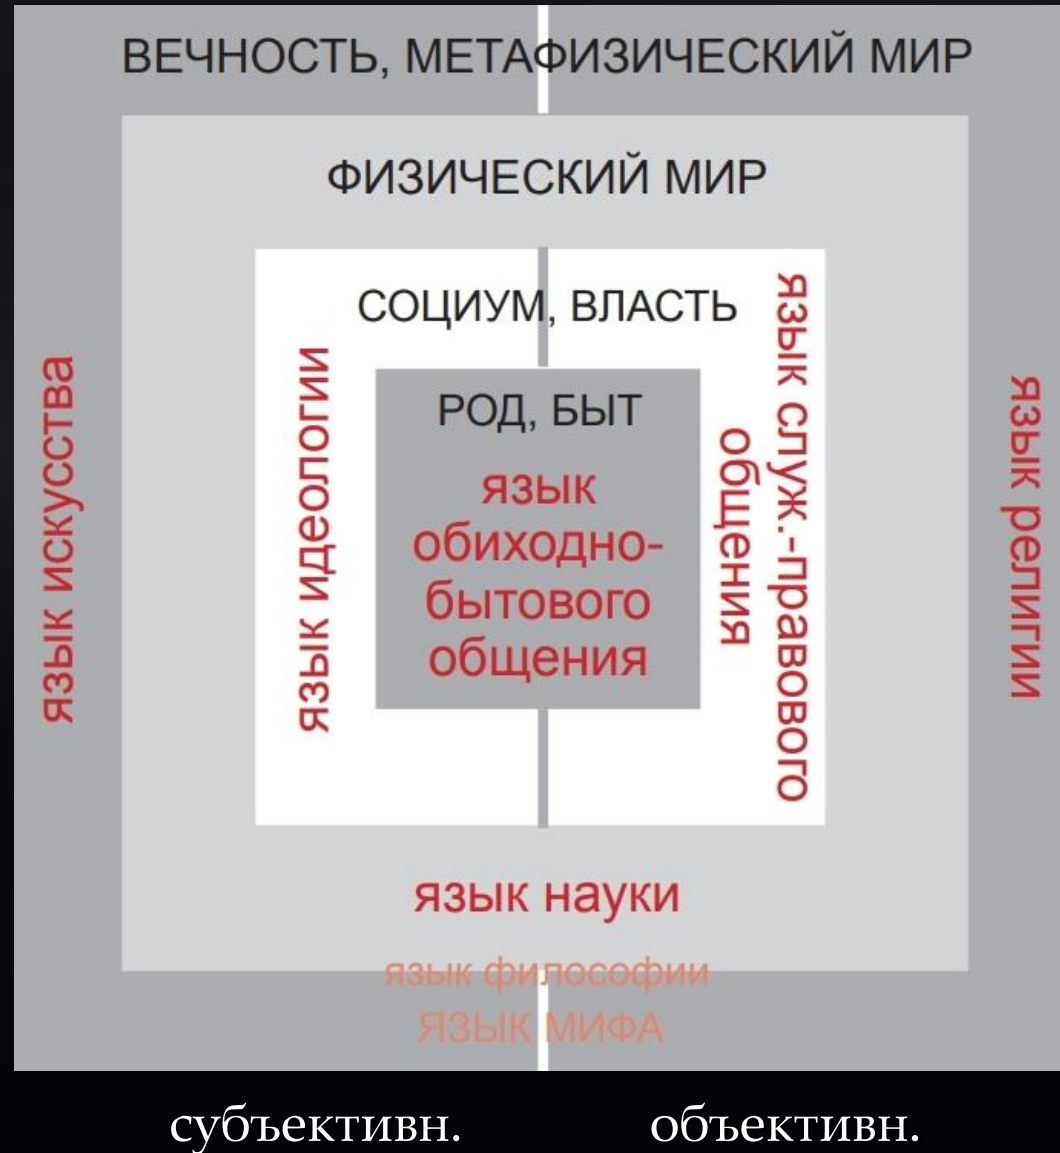 ВЕЧНОСТЬ, МЕТАФИЗИЧЕСКИЙ МИР
ФИЗИЧЕСКИЙ МИР
СОЦИУМ, ВЛАСТЬ
РОД, БЫТ
язык
обиходно-
бытового
общения
язык искусства
язык идеологии
язык служ.-правового
общения
язык религии
язык науки
язык философии
ЯЗЫК МИФА
субъективн.
объективн.